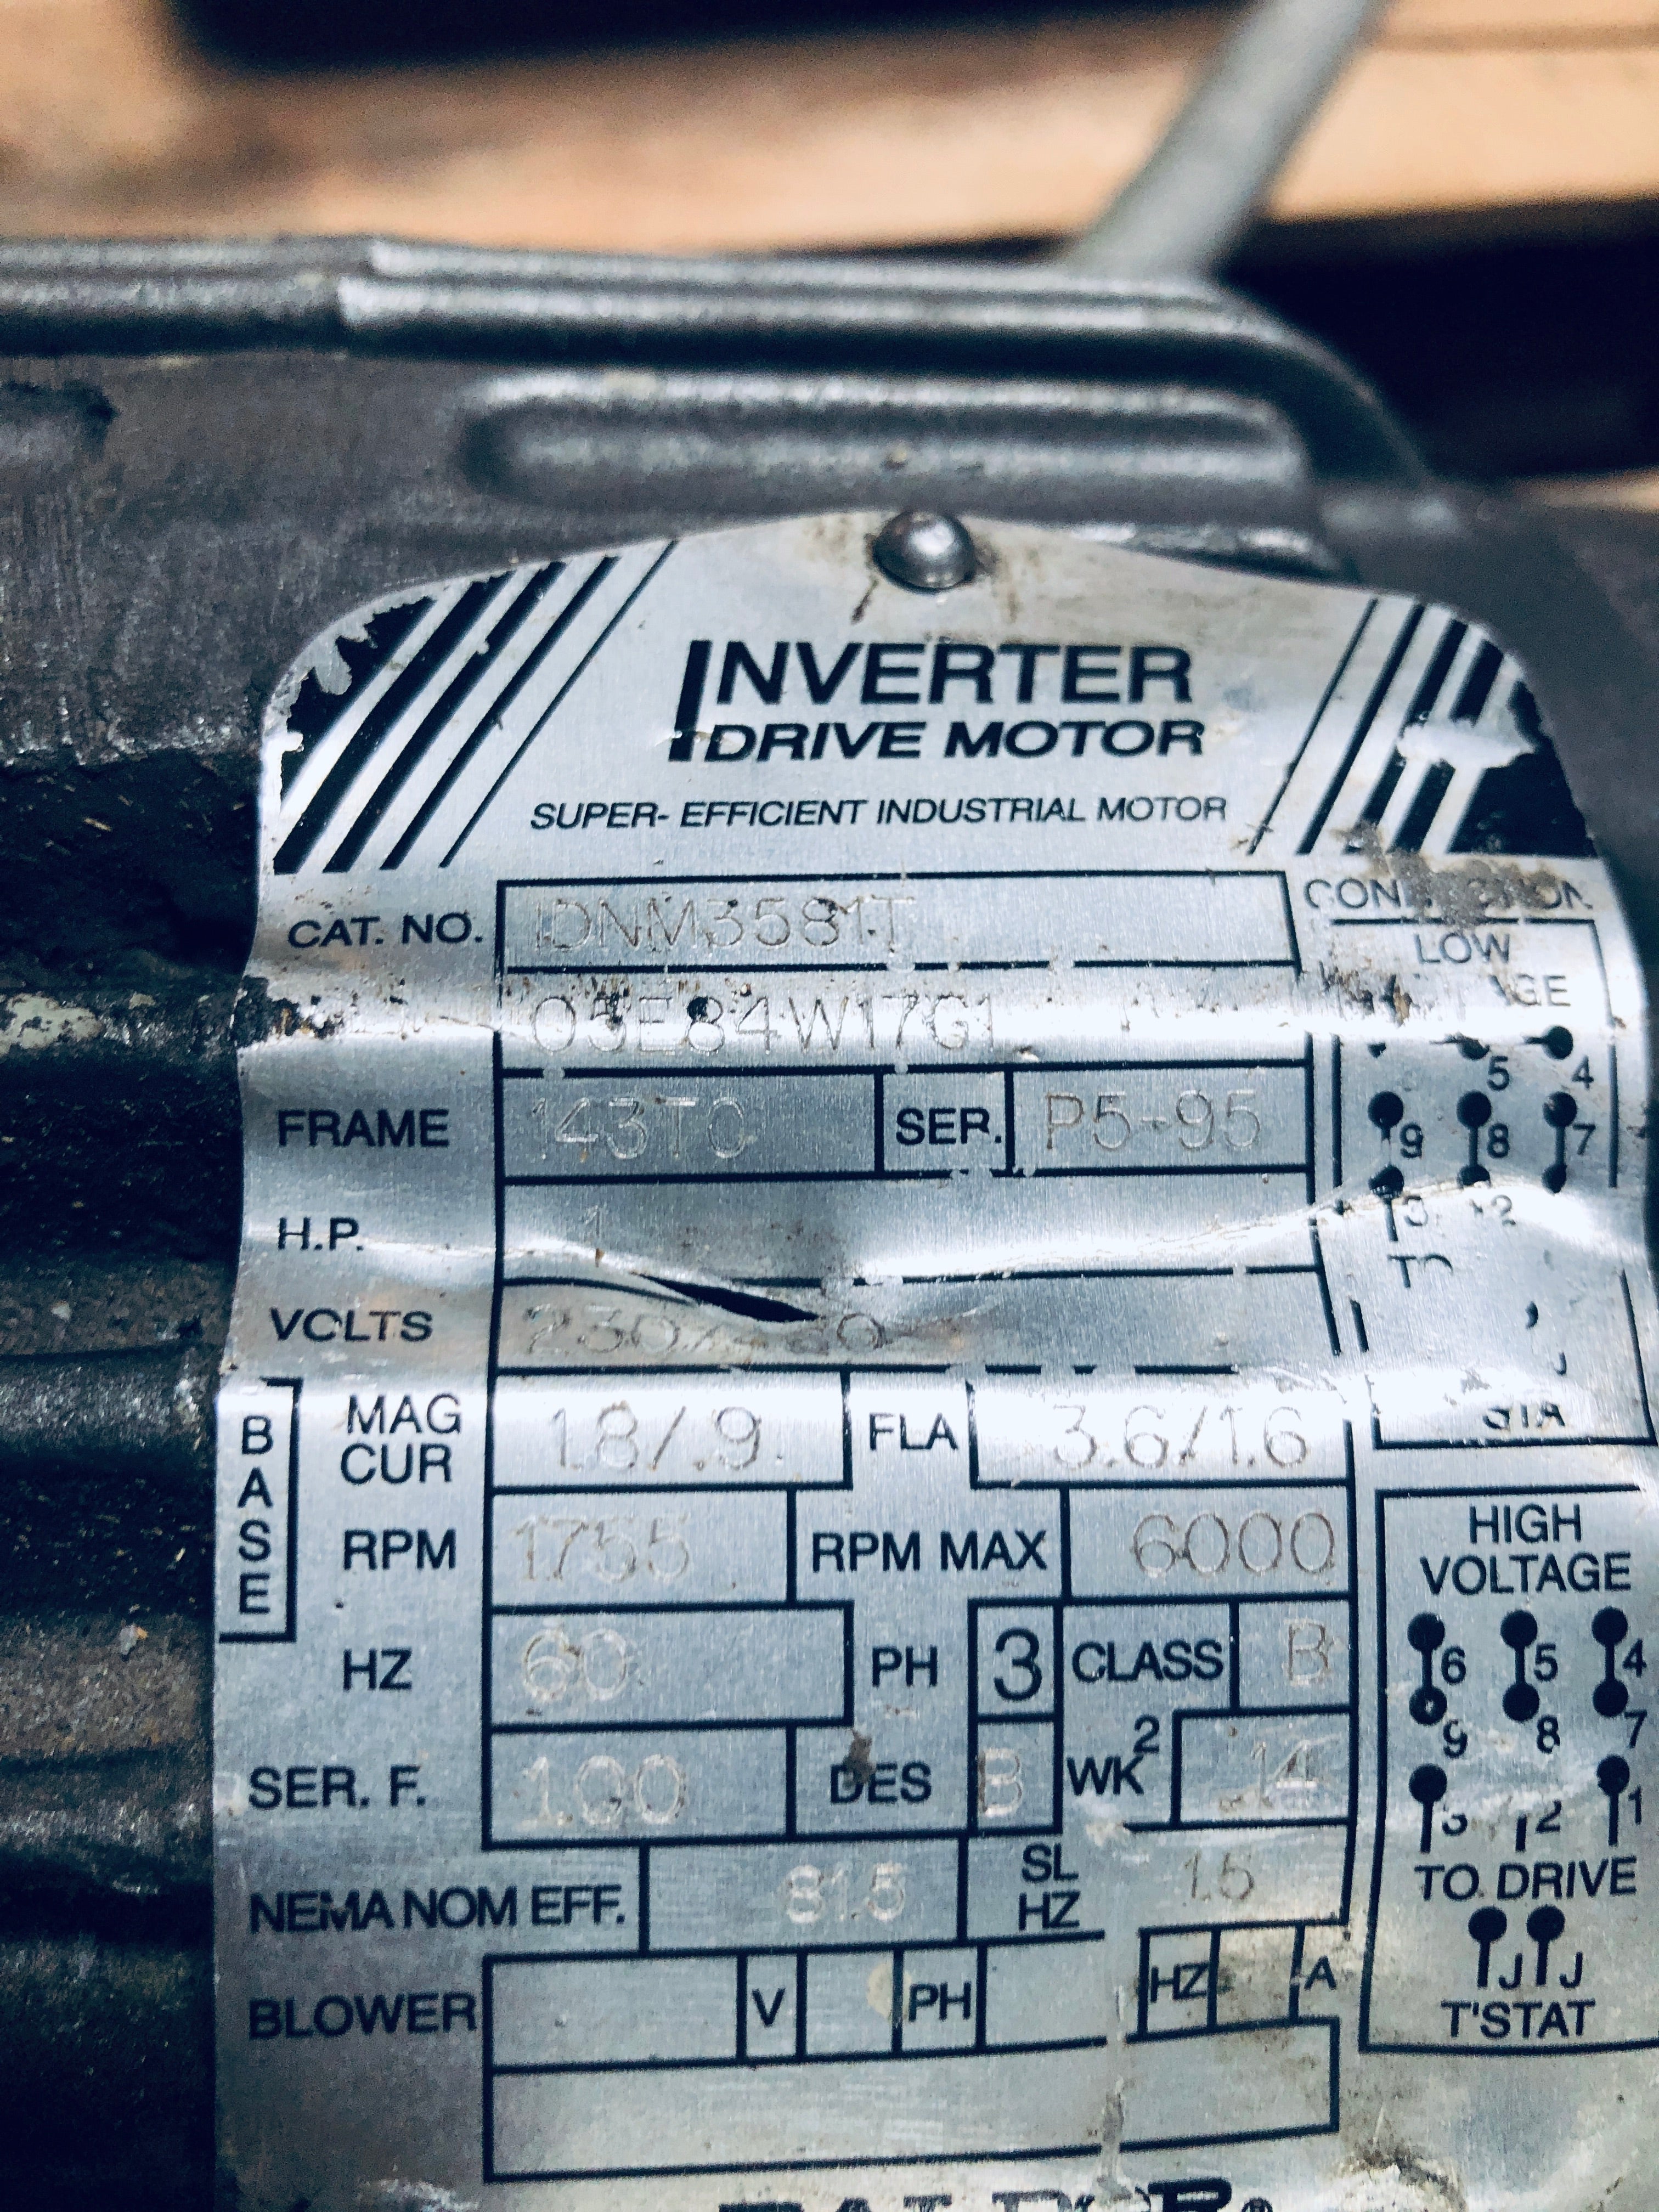 INVERTER
DRIVE MOTOR
SUPER- EFFICIENT INDUSTRIAL MOTOR
CAT. NO. IDNM3581T
05E84W17G1
FRAME 143TC SER. P5-95
H.P. 1
VOLTS
BASE
MAG CUR 1.8/.9 FLA 3.6/1.6
RPM 1755 RPM MAX 6000
HZ 60 PH 3 CLASS B
SER. F. 1.00 DES B WK2
NEMA NOM EFF. 81.5 SL HZ 1.5
BLOWER V PH HZ A
LOW
5 4
9 8 7
3 2
HIGH
VOLTAGE
6 5 4
9 8 7
3 2 1
TO DRIVE
J J
T'STAT